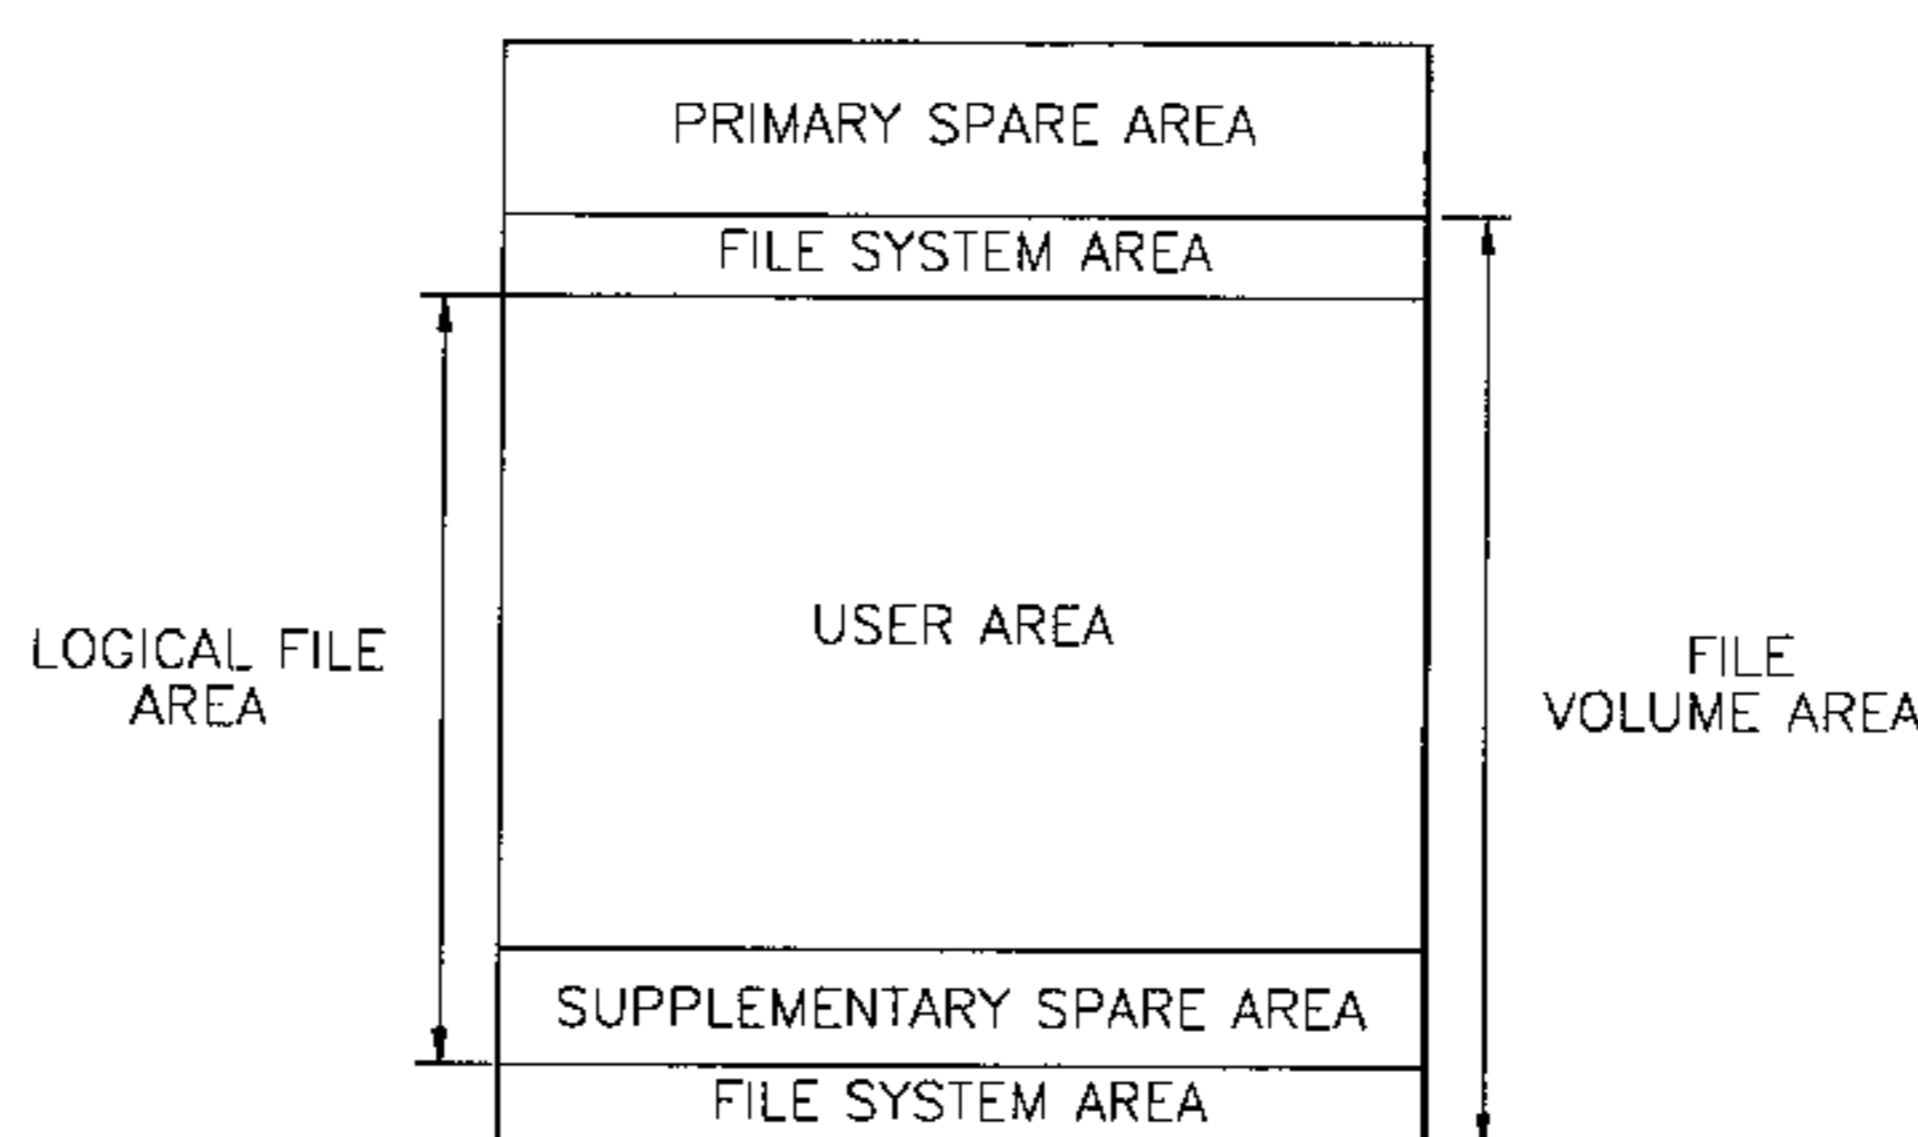 PRIMARY SPARE AREA
FILE SYSTEM AREA
USER AREA
LOGICAL FILE
AREA
FILE
VOLUME AREA
SUPPLEMENTARY SPARE AREA
FILE SYSTEM AREA